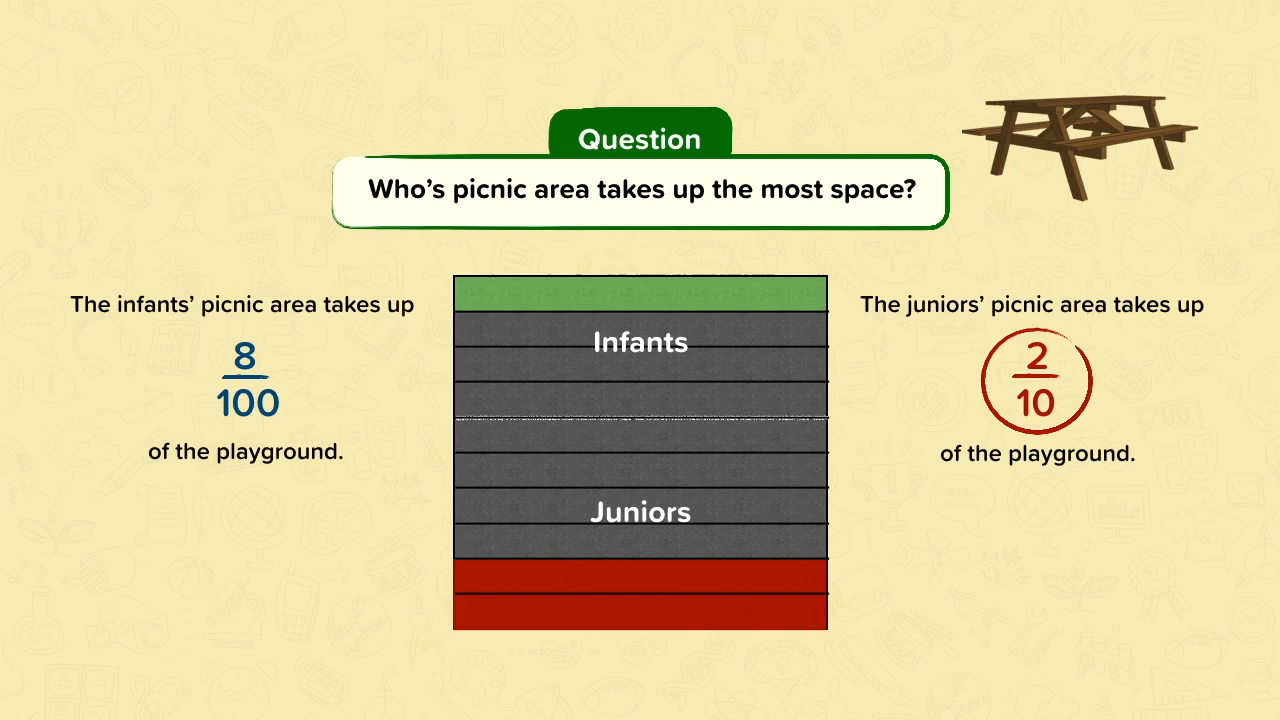 Question
Who’s picnic area takes up the most space?
The infants’ picnic area takes up
8
100
of the playground.
Infants
Juniors
The juniors’ picnic area takes up
2
10
of the playground.